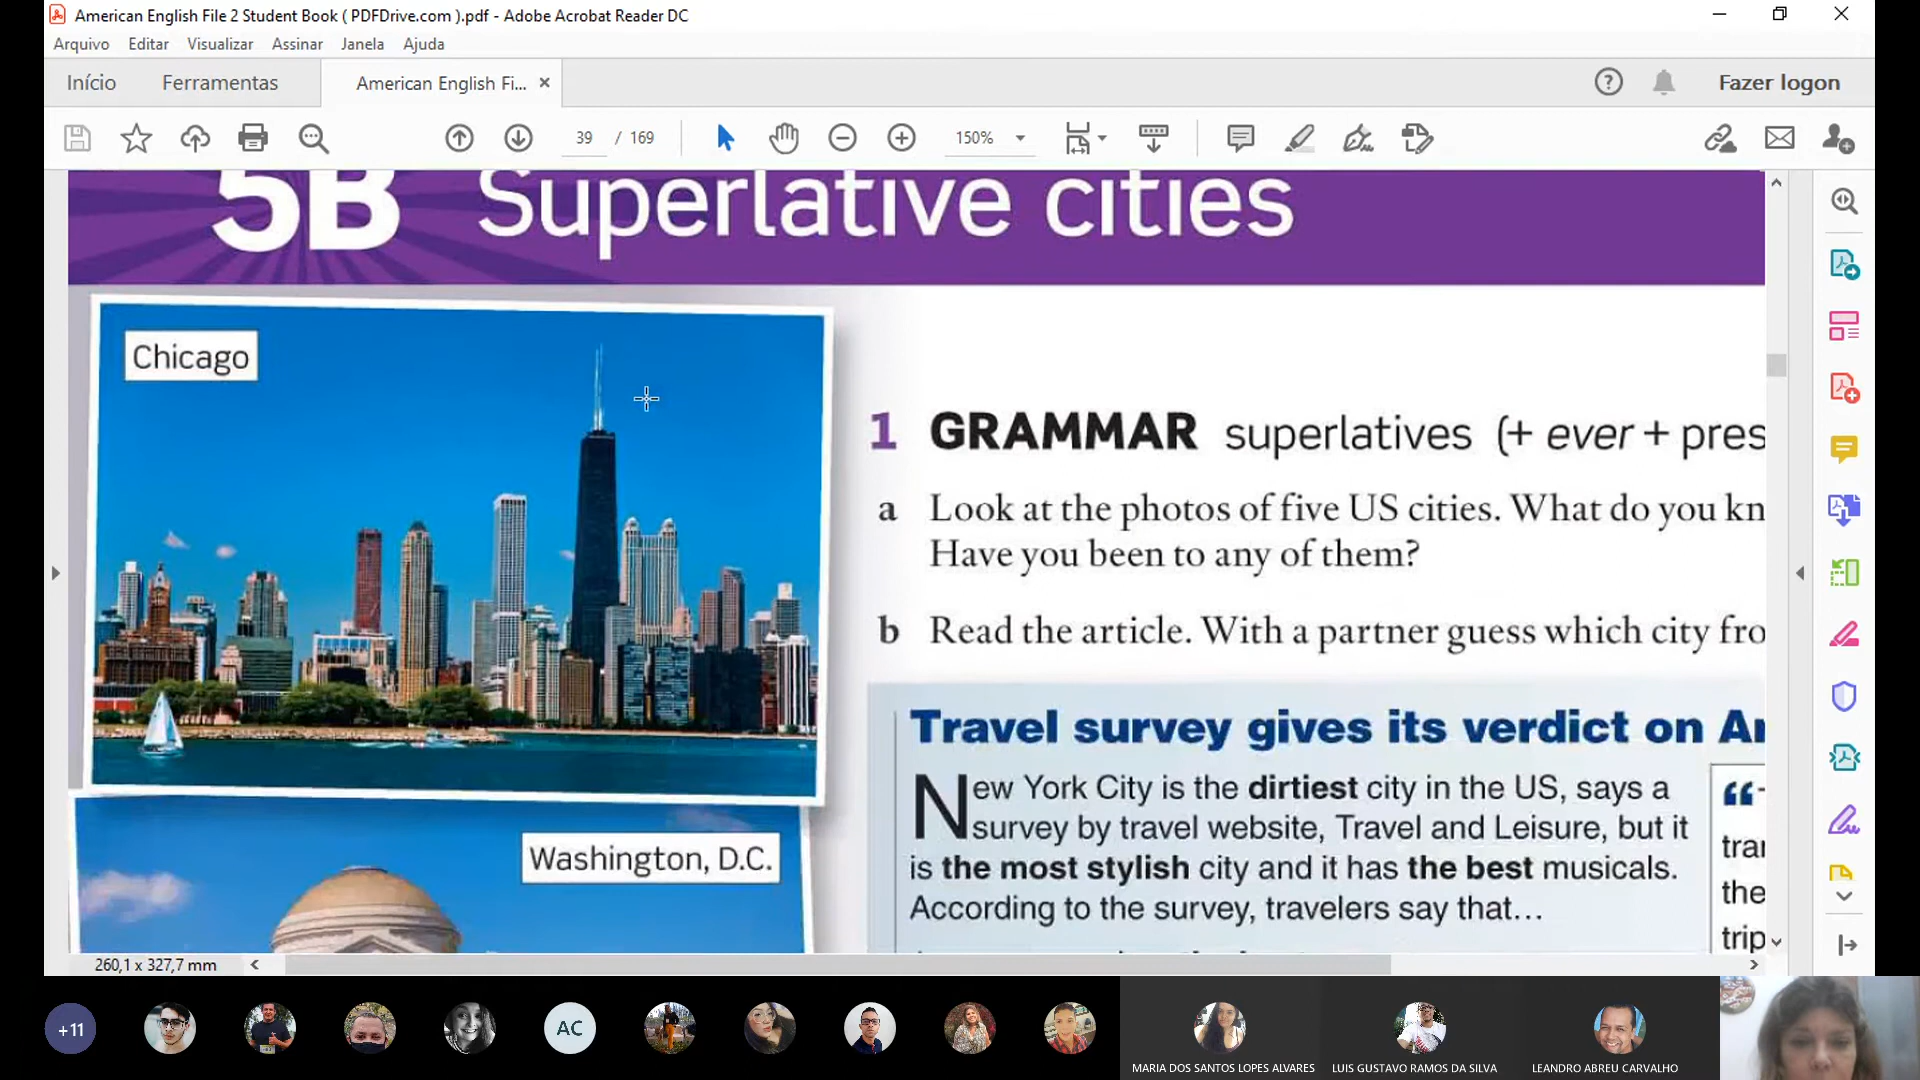 American English File 2 Student Book ( PDFDrive.com ).pdf - Adobe Acrobat Reader DC
Arquivo Editar Visualizar Assinar Janela Ajuda
Início Ferramentas American English Fi... Fazer logon
39 / 169 150%
5B Superlative cities
Chicago
1 GRAMMAR superlatives (+ ever + pres
a Look at the photos of five US cities. What do you kn
Have you been to any of them?
b Read the article. With a partner guess which city fro
Travel survey gives its verdict on Ar
New York City is the dirtiest city in the US, says a
survey by travel website, Travel and Leisure, but it
is the most stylish city and it has the best musicals.
According to the survey, travelers say that...
“
trar
the
trip
Washington, D.C.
260,1 x 327,7 mm
+11
AC
MARIA DOS SANTOS LOPES ALVARES
LUIS GUSTAVO RAMOS DA SILVA
LEANDRO ABREU CARVALHO